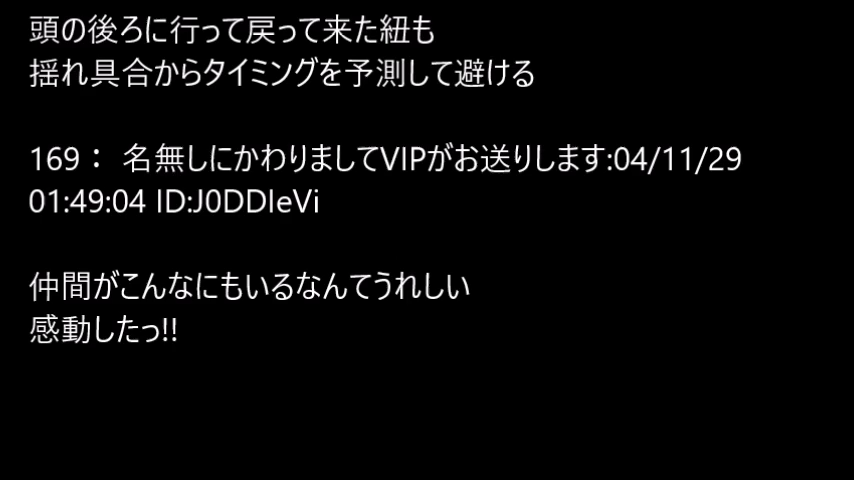 頭の後ろに行って戻って来た紐も
揺れ具合からタイミングを予測して避ける
169： 名無しにかわりましてVIPがお送りします:04/11/29
01:49:04 ID:J0DDIeVi
仲間がこんなにもいるなんてうれしい
感動したっ!!